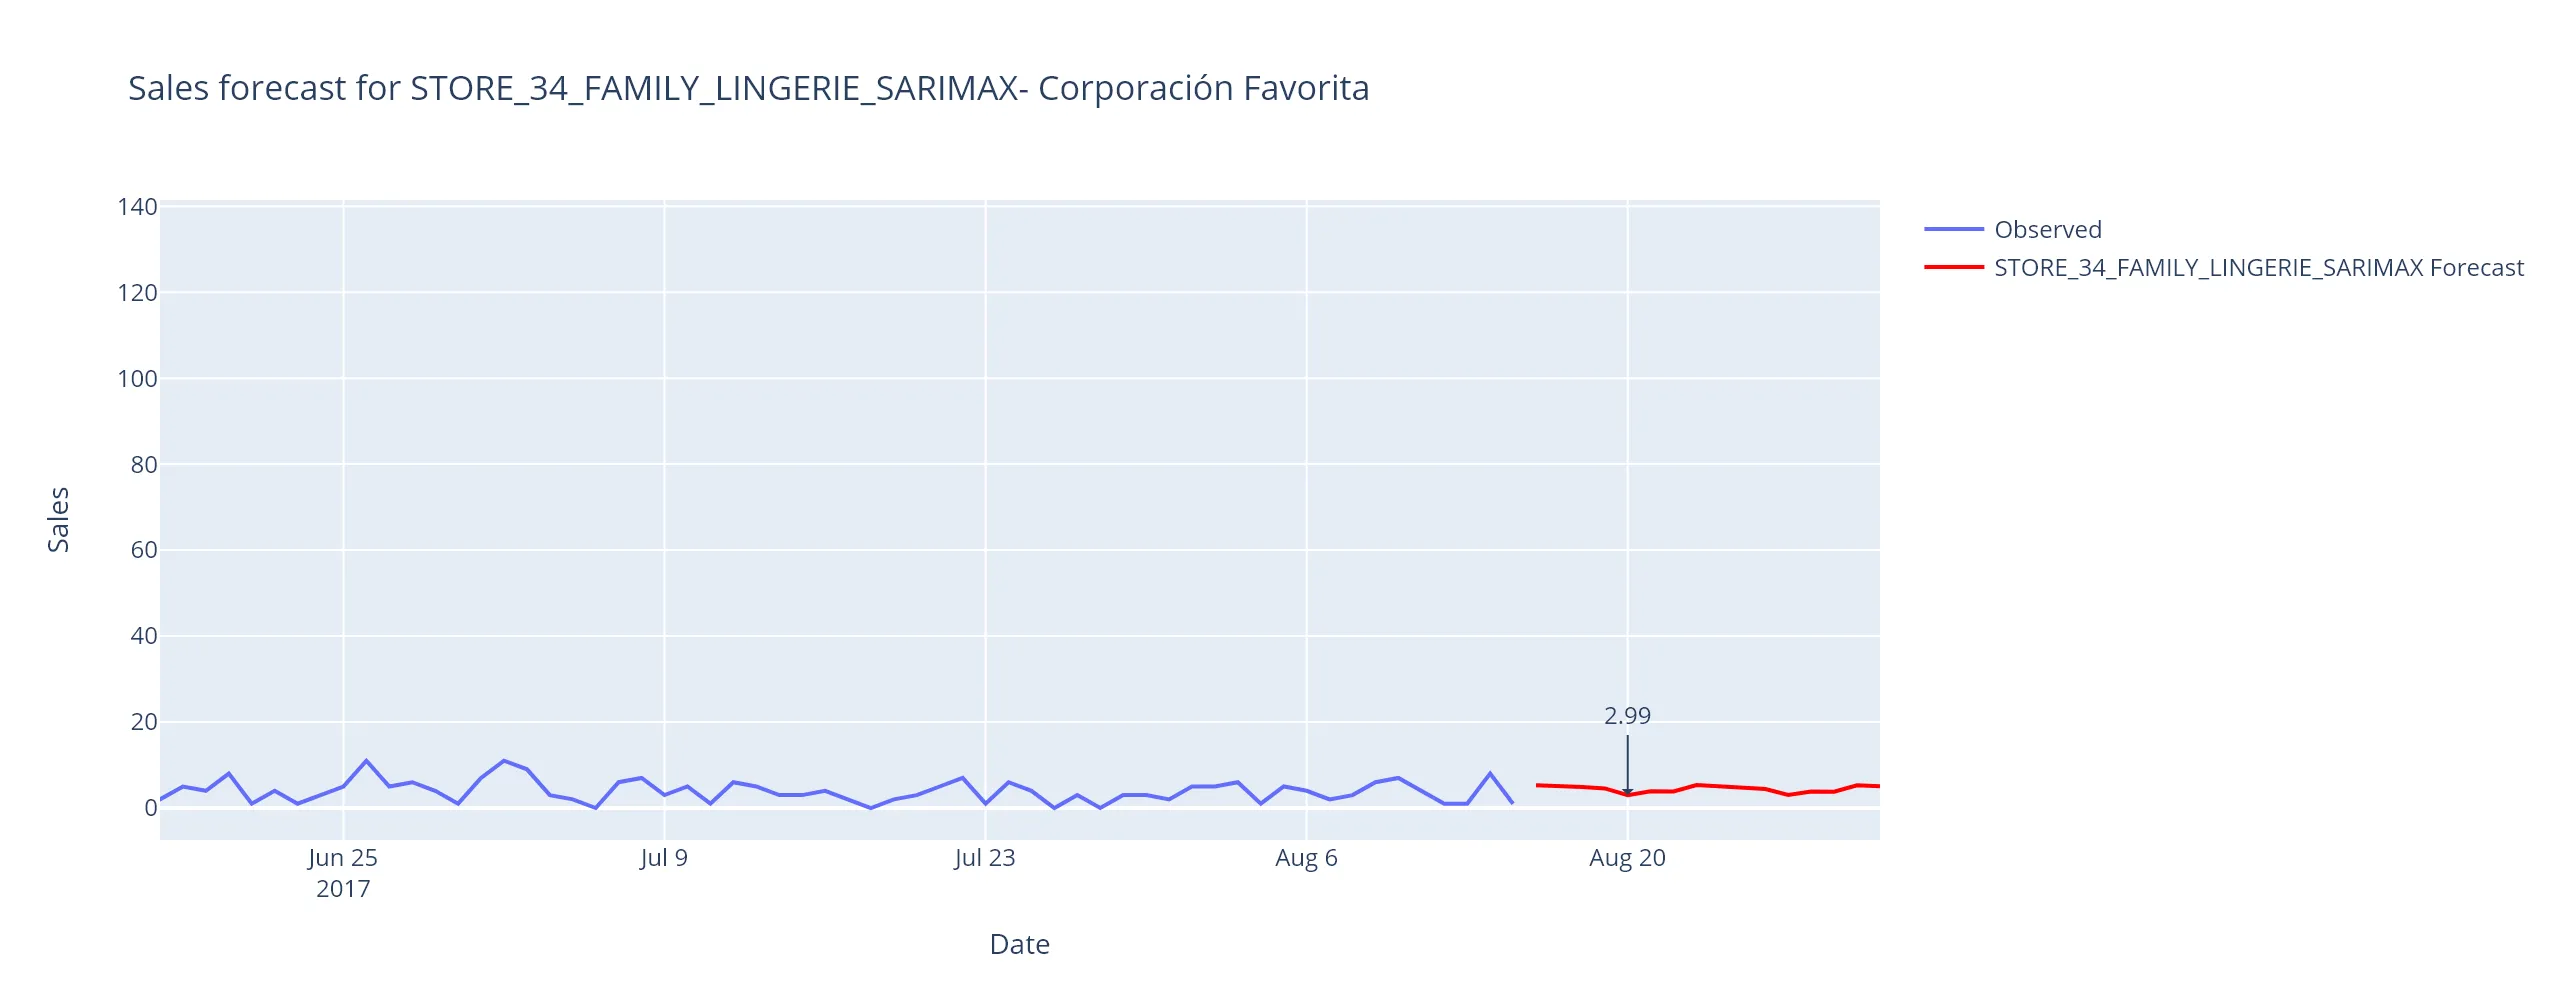 Sales forecast for STORE_34_FAMILY_LINGERIE_SARIMAX- Corporación Favorita
Observed
STORE_34_FAMILY_LINGERIE_SARIMAX Forecast
140
120
100
80
60
40
20
0
Sales
2.99
Jun 25
2017
Jul 9
Jul 23
Aug 6
Aug 20
Date